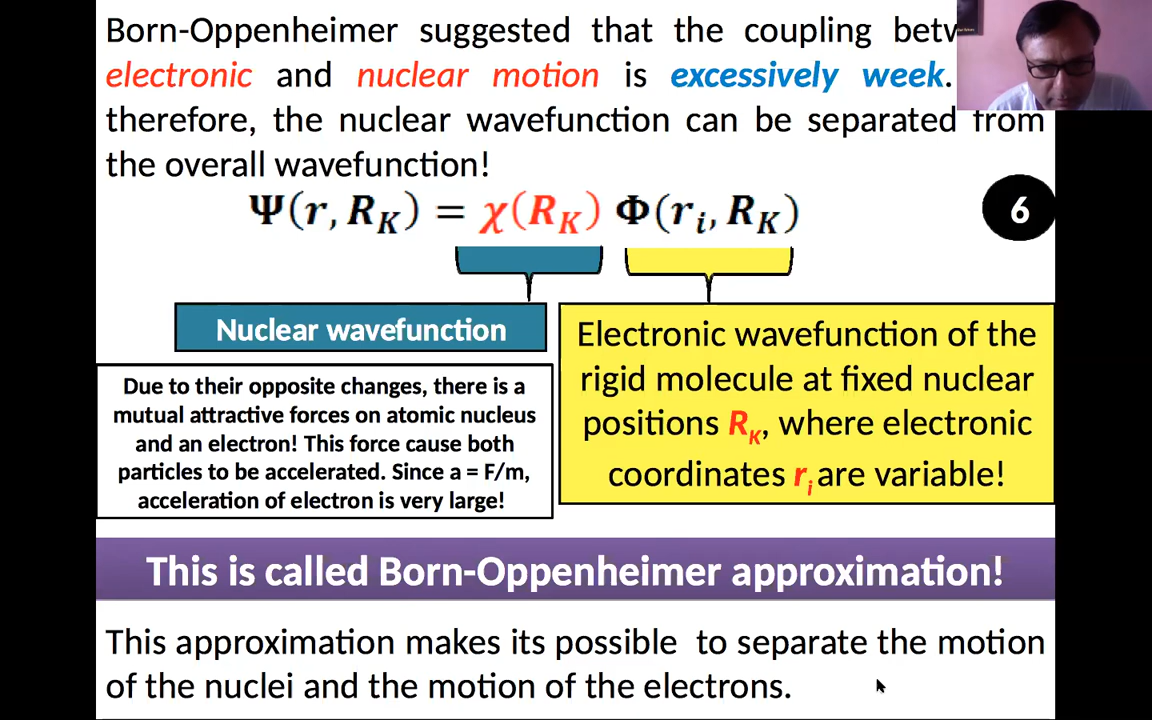 Born-Oppenheimer suggested that the coupling
electronic and nuclear motion is excessively week.
therefore, the nuclear wavefunction can be separated from
the overall wavefunction!
Ψ(r, R_K) = χ(R_K) Φ(r_i, R_K)
6
Nuclear wavefunction
Due to their opposite changes, there is a
mutual attractive forces on atomic nucleus
and an electron! This force cause both
particles to be accelerated. Since a = F/m,
acceleration of electron is very large!
Electronic wavefunction of the
rigid molecule at fixed nuclear
positions R_K, where electronic
coordinates r_i are variable!
This is called Born-Oppenheimer approximation!
This approximation makes its possible to separate the motion
of the nuclei and the motion of the electrons.